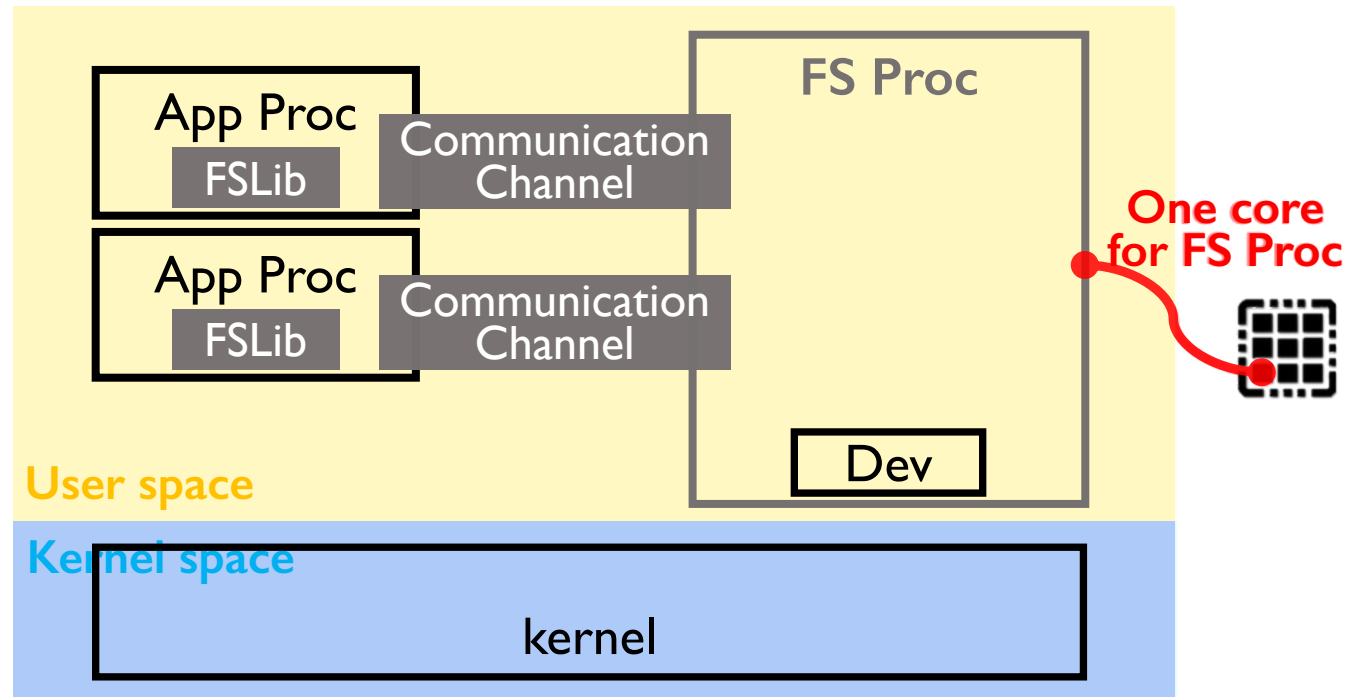 FS Proc
App Proc
FSLib
Communication
Channel
One core
for FS Proc
App Proc
FSLib
Communication
Channel
Dev
User space
Kernel space
kernel